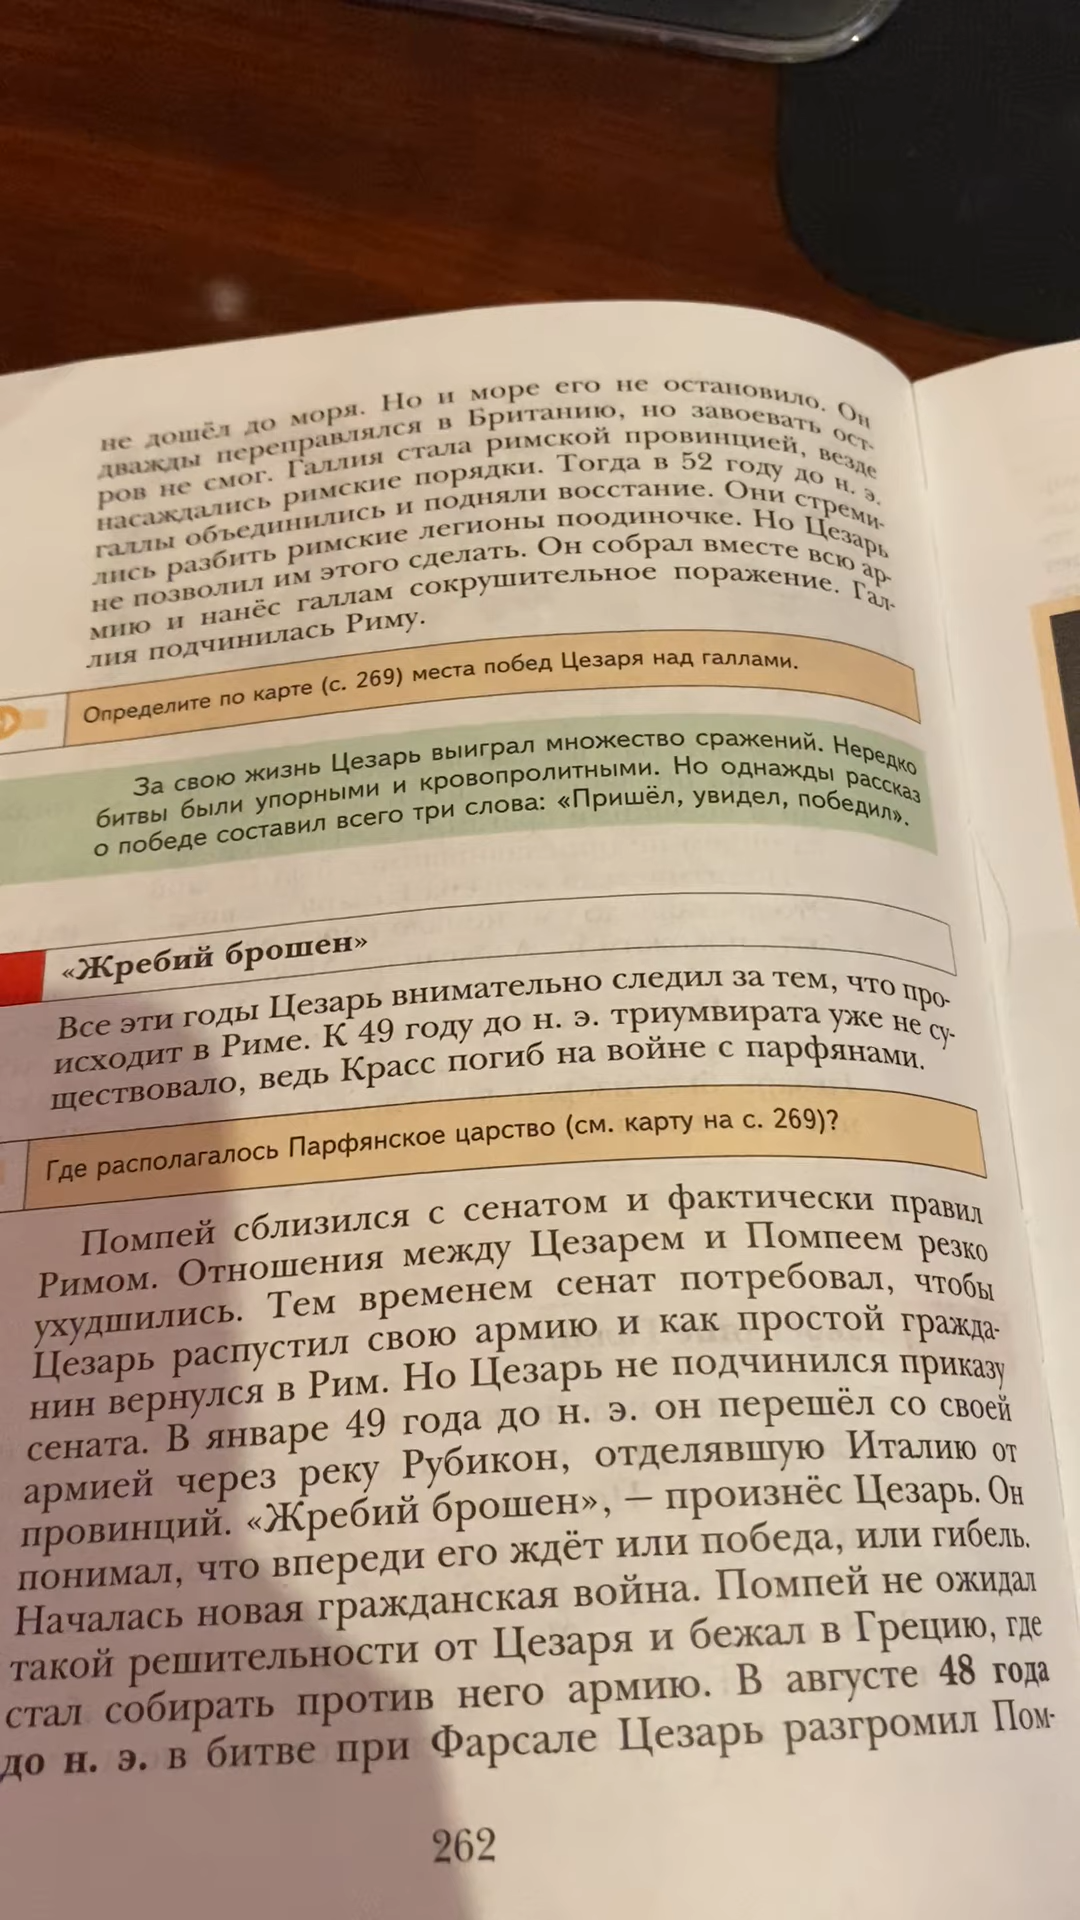 не дошёл до моря. Но и море его не остановило. Он
дважды переправлялся в Британию, но завоевать ост-
ров не смог. Галлия стала римской провинцией, везде
насаждались римские порядки. Тогда в 52 году до н. э.
галлы объединились и подняли восстание. Они стреми-
лись разбить римские легионы поодиночке. Но Цезарь
не позволил им этого сделать. Он собрал вместе всю ар-
мию и нанёс галлам сокрушительное поражение. Гал-
лия подчинилась Риму.
Определите по карте (с. 269) места побед Цезаря над галлами.
За свою жизнь Цезарь выиграл множество сражений. Нередко
битвы были упорными и кровопролитными. Но однажды рассказ
о победе составил всего три слова: «Пришёл, увидел, победил».
«Жребий брошен»
Все эти годы Цезарь внимательно следил за тем, что про-
исходит в Риме. К 49 году до н. э. триумвирата уже не су-
ществовало, ведь Красс погиб на войне с парфянами.
Где располагалось Парфянское царство (см. карту на с. 269)?
Помпей сблизился с сенатом и фактически правил
Римом. Отношения между Цезарем и Помпеем резко
ухудшились. Тем временем сенат потребовал, чтобы
Цезарь распустил свою армию и как простой гражда-
нин вернулся в Рим. Но Цезарь не подчинился приказу
сената. В январе 49 года до н. э. он перешёл со своей
армией через реку Рубикон, отделявшую Италию от
провинций. «Жребий брошен», — произнёс Цезарь. Он
понимал, что впереди его ждёт или победа, или гибель.
Началась новая гражданская война. Помпей не ожидал
такой решительности от Цезаря и бежал в Грецию, где
стал собирать против него армию. В августе 48 года
до н. э. в битве при Фарсале Цезарь разгромил Пом-
262